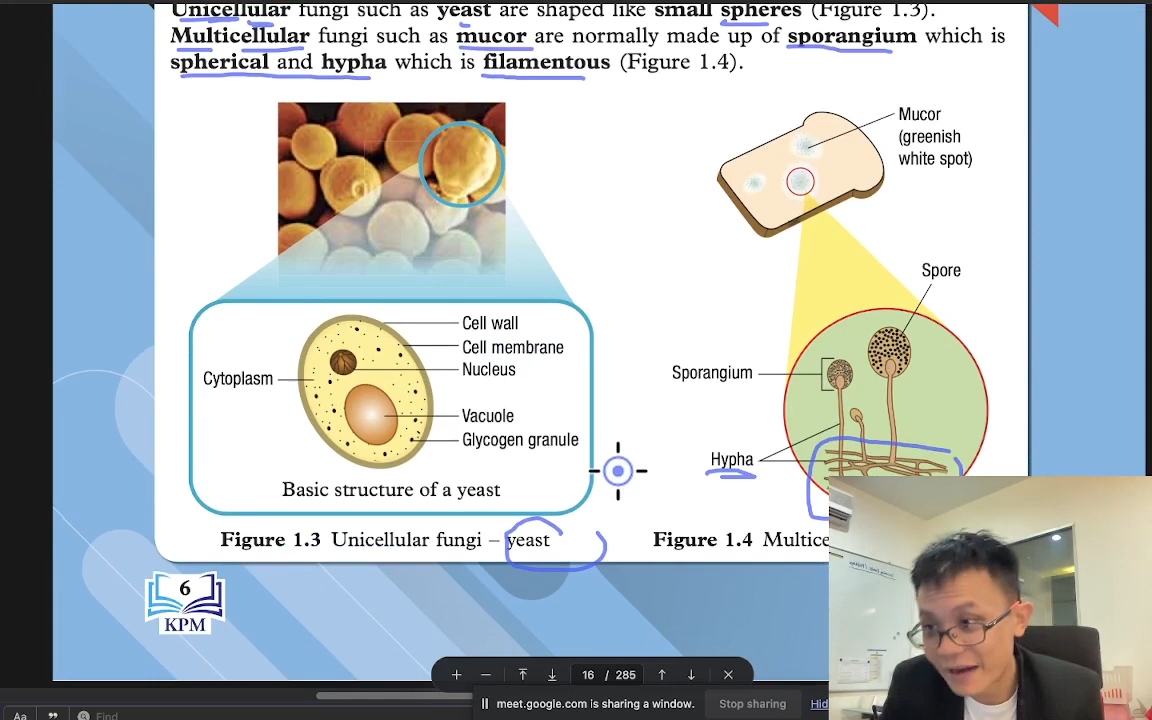 Unicellular fungi such as yeast are shaped like small spheres (Figure 1.3).
Multicellular fungi such as mucor are normally made up of sporangium which is
spherical and hypha which is filamentous (Figure 1.4).
Mucor
(greenish
white spot)
Spore
Sporangium
Hypha
Cell wall
Cell membrane
Nucleus
Cytoplasm
Vacuole
Glycogen granule
Basic structure of a yeast
Figure 1.3 Unicellular fungi – yeast
Figure 1.4 Multice
6
KPM
16 / 285
meet.google.com is sharing a window.
Stop sharing
Hid
Aa
Find